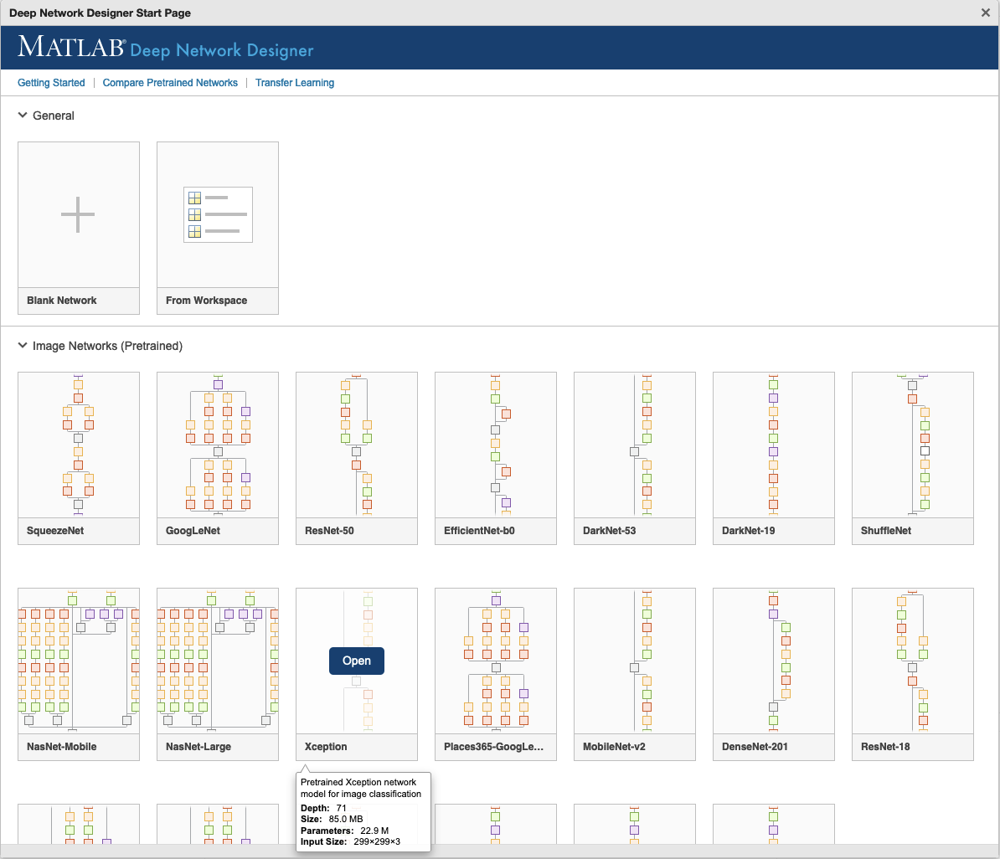 Deep Network Designer Start Page
MATLAB® Deep Network Designer
Getting Started | Compare Pretrained Networks | Transfer Learning
General
Blank Network
From Workspace
Image Networks (Pretrained)
SqueezeNet
GoogLeNet
ResNet-50
EfficientNet-b0
DarkNet-53
DarkNet-19
ShuffleNet
Open
NasNet-Mobile
NasNet-Large
Xception
Places365-GoogLe...
MobileNet-v2
DenseNet-201
ResNet-18
Pretrained Xception network
model for image classification
Depth: 71
Size: 85.0 MB
Parameters: 22.9 M
Input Size: 299×299×3